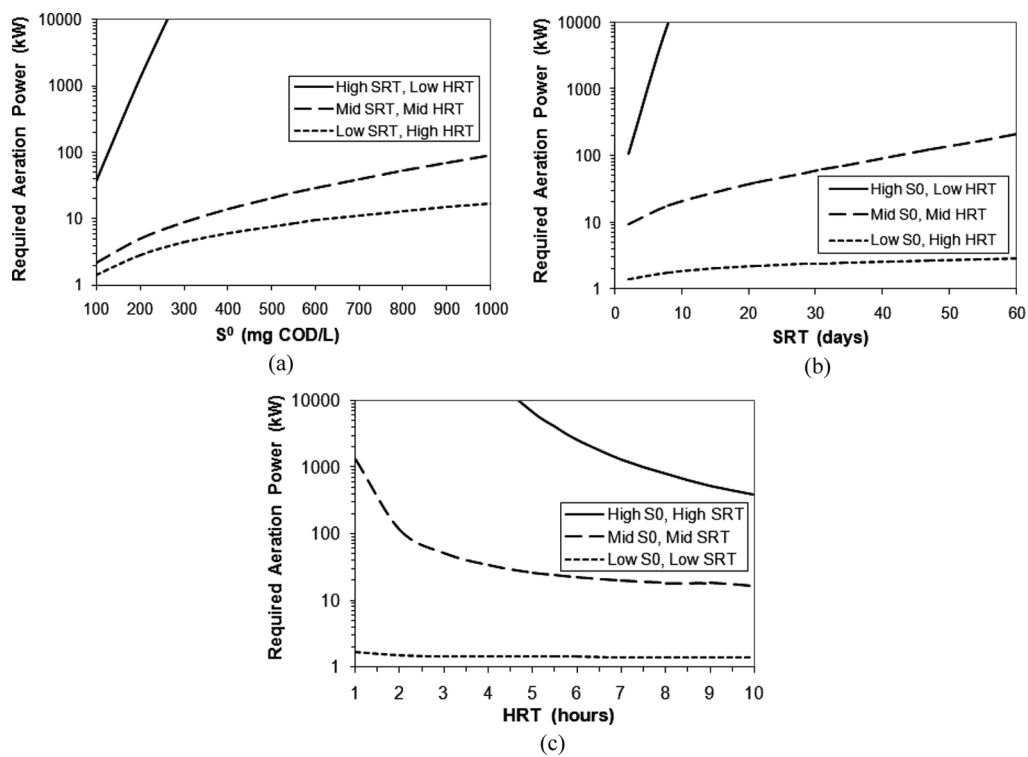 Required Aeration Power (kW)
10000
1000
100
10
1
High SRT, Low HRT
Mid SRT, Mid HRT
Low SRT, High HRT
100 200 300 400 500 600 700 800 900 1000
S⁰ (mg COD/L)
(a)
Required Aeration Power (kW)
10000
1000
100
10
1
High S0, Low HRT
Mid S0, Mid HRT
Low S0, High HRT
0 10 20 30 40 50 60
SRT (days)
(b)
Required Aeration Power (kW)
10000
1000
100
10
1
High S0, High SRT
Mid S0, Mid SRT
Low S0, Low SRT
1 2 3 4 5 6 7 8 9 10
HRT (hours)
(c)